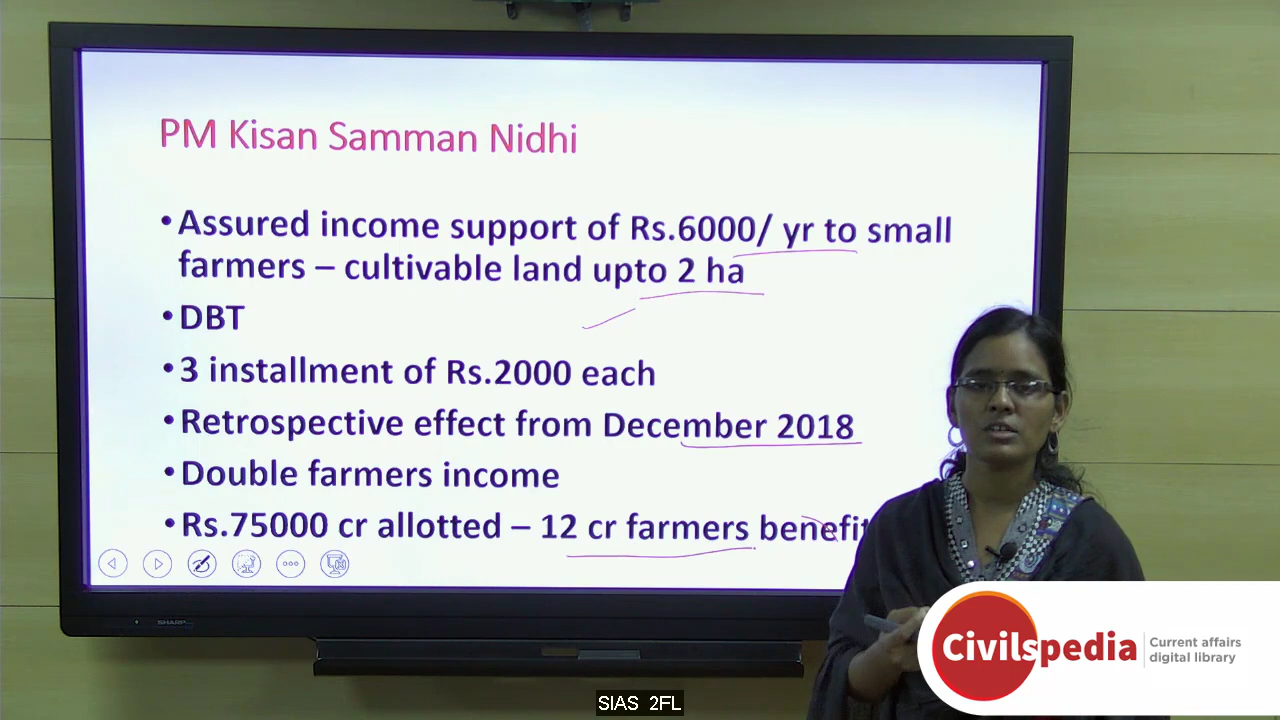 PM Kisan Samman Nidhi
•Assured income support of Rs.6000/ yr to small
farmers – cultivable land upto 2 ha
•DBT
•3 installment of Rs.2000 each
•Retrospective effect from December 2018
•Double farmers income
•Rs.75000 cr allotted – 12 cr farmers benefit
SHARP
Civilspedia
Current affairs
digital library
SIAS 2FL